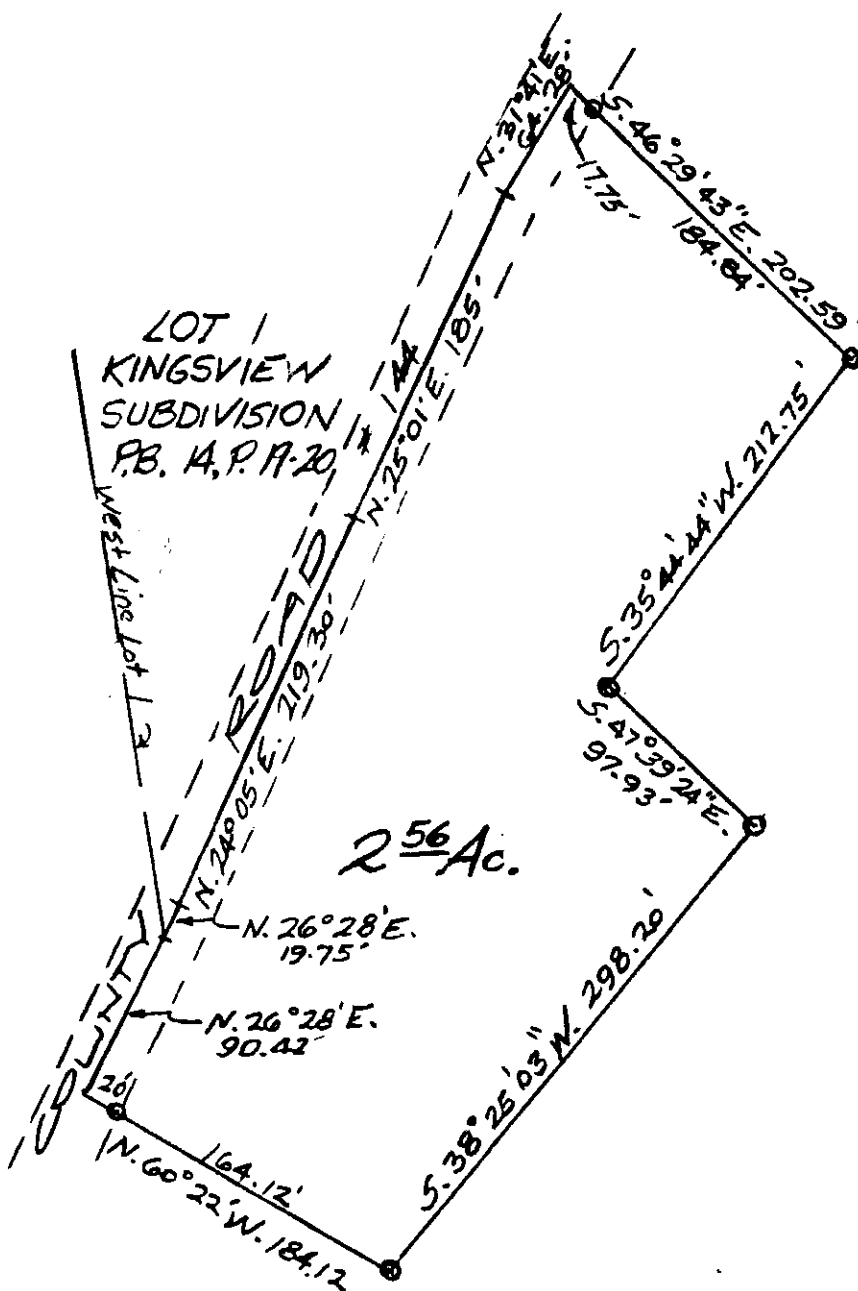 N. 31°41' E.
64.28'
S. 46°29'43" E. 202.59'
17.75'
184.84'
LOT 1
KINGSVIEW
SUBDIVISION
P.B. 14, P. 19-20
West Line Lot 1
COUNTY ROAD # 144
N. 25°01' E. 185'
S. 35°44'44" W. 212.75'
N. 24°05' E. 219.30'
S. 47°39'24" E.
97.93'
2 56 Ac.
N. 26°28' E.
19.75'
N. 26°28' E.
90.42'
S. 38°25'03" W. 298.20'
20'
164.12'
N. 60°22' W. 184.12